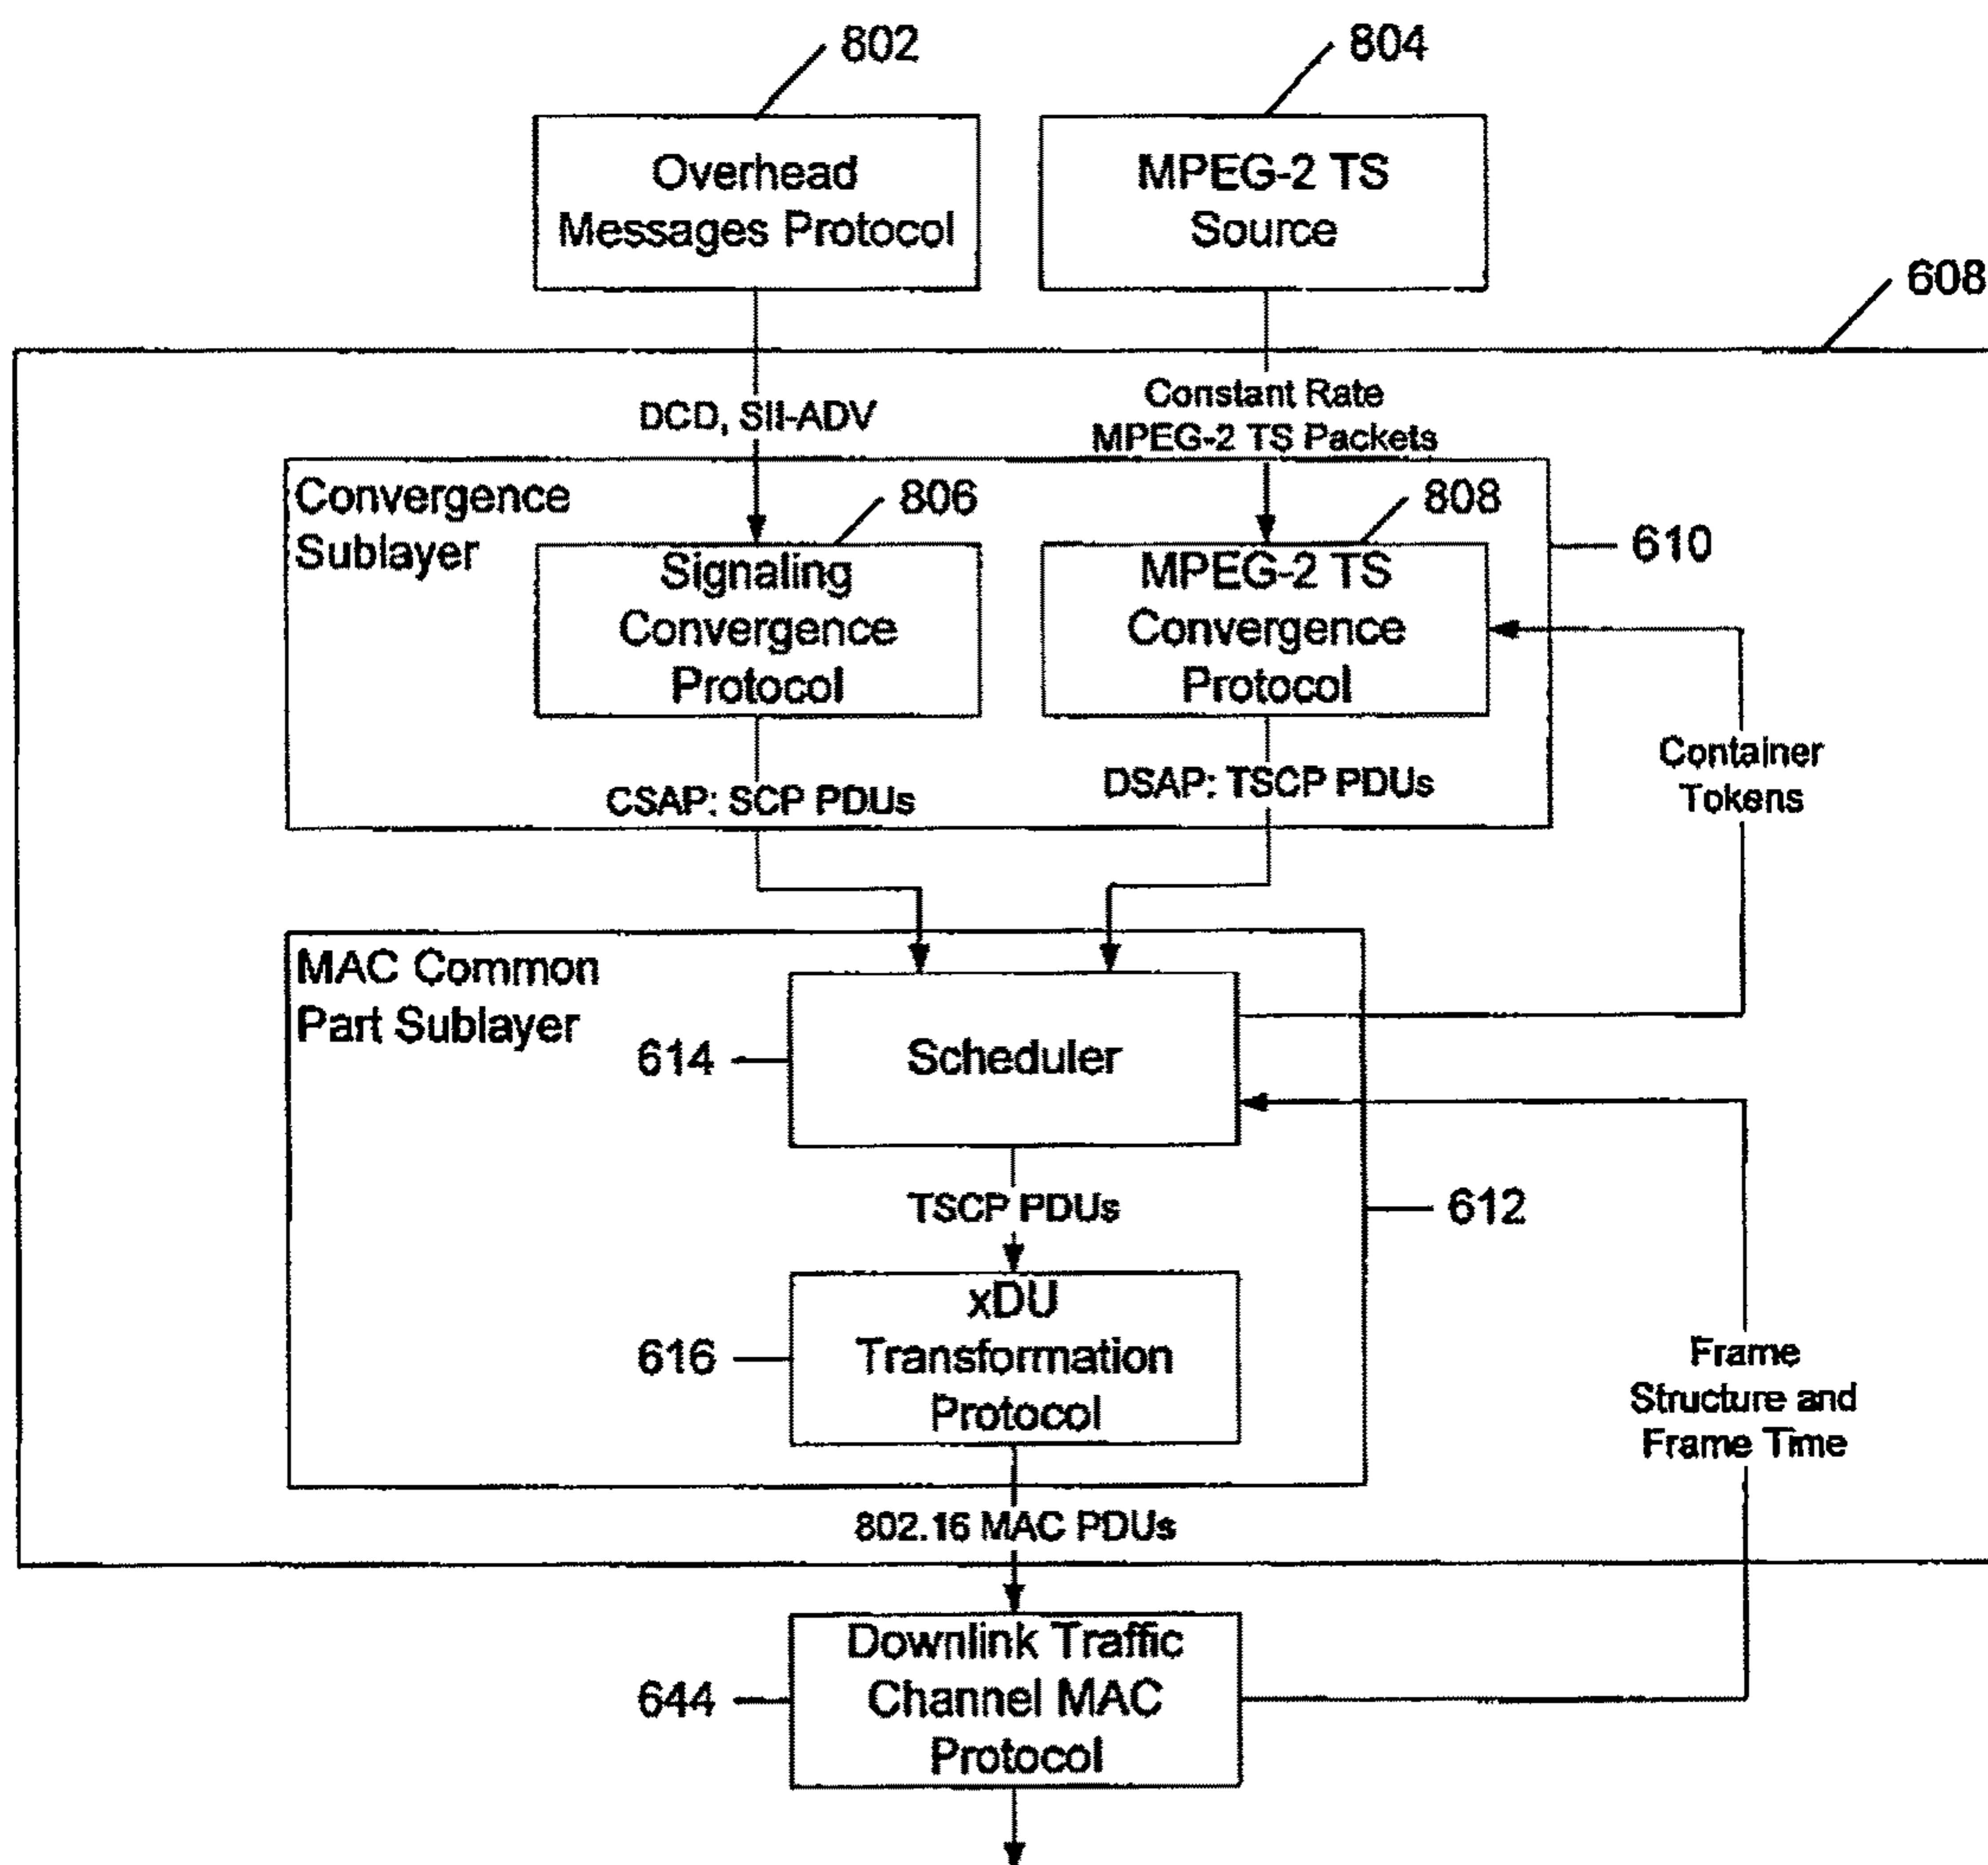 802
804
Overhead
Messages Protocol
MPEG-2 TS
Source
608
DCD, SII-ADV
Constant Rate
MPEG-2 TS Packets
Convergence
Sublayer
806
808
610
Signaling
Convergence
Protocol
MPEG-2 TS
Convergence
Protocol
Container
Tokens
CSAP: SCP PDUs
DSAP: TSCP PDUs
MAC Common
Part Sublayer
614
Scheduler
TSCP PDUs
612
616
xDU
Transformation
Protocol
Frame
Structure and
Frame Time
802.16 MAC PDUs
644
Downlink Traffic
Channel MAC
Protocol